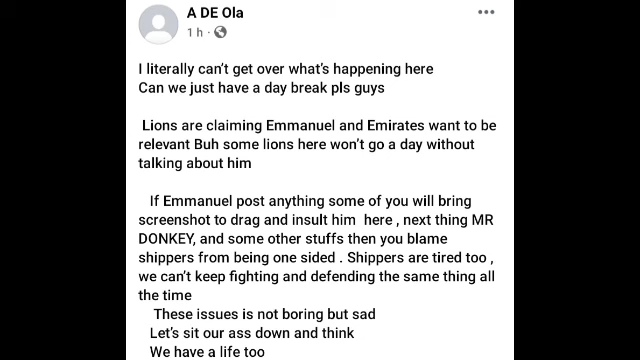 A DE Ola
1 h ·
I literally can't get over what's happening here
Can we just have a day break pls guys
Lions are claiming Emmanuel and Emirates want to be
relevant Buh some lions here won't go a day without
talking about him
If Emmanuel post anything some of you will bring
screenshot to drag and insult him here , next thing MR
DONKEY, and some other stuffs then you blame
shippers from being one sided . Shippers are tired too ,
we can't keep fighting and defending the same thing all
the time
These issues is not boring but sad
Let's sit our ass down and think
We have a life too